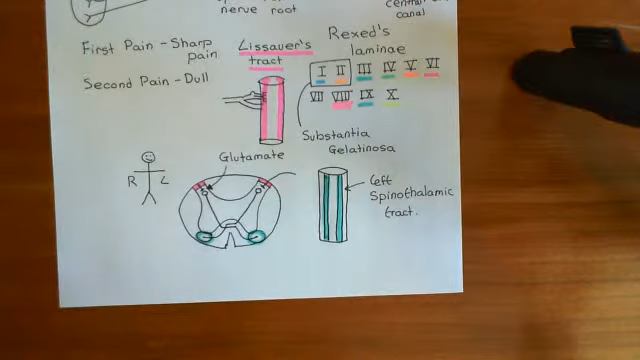 nerve root
canal
First Pain - Sharp
pain
Second Pain - Dull
Lissauer's
tract
Rexed's
laminae
I II III IV V VI
VII VIII IX X
Substantia
Gelatinosa
Glutamate
R L
Left
Spinothalamic
tract.